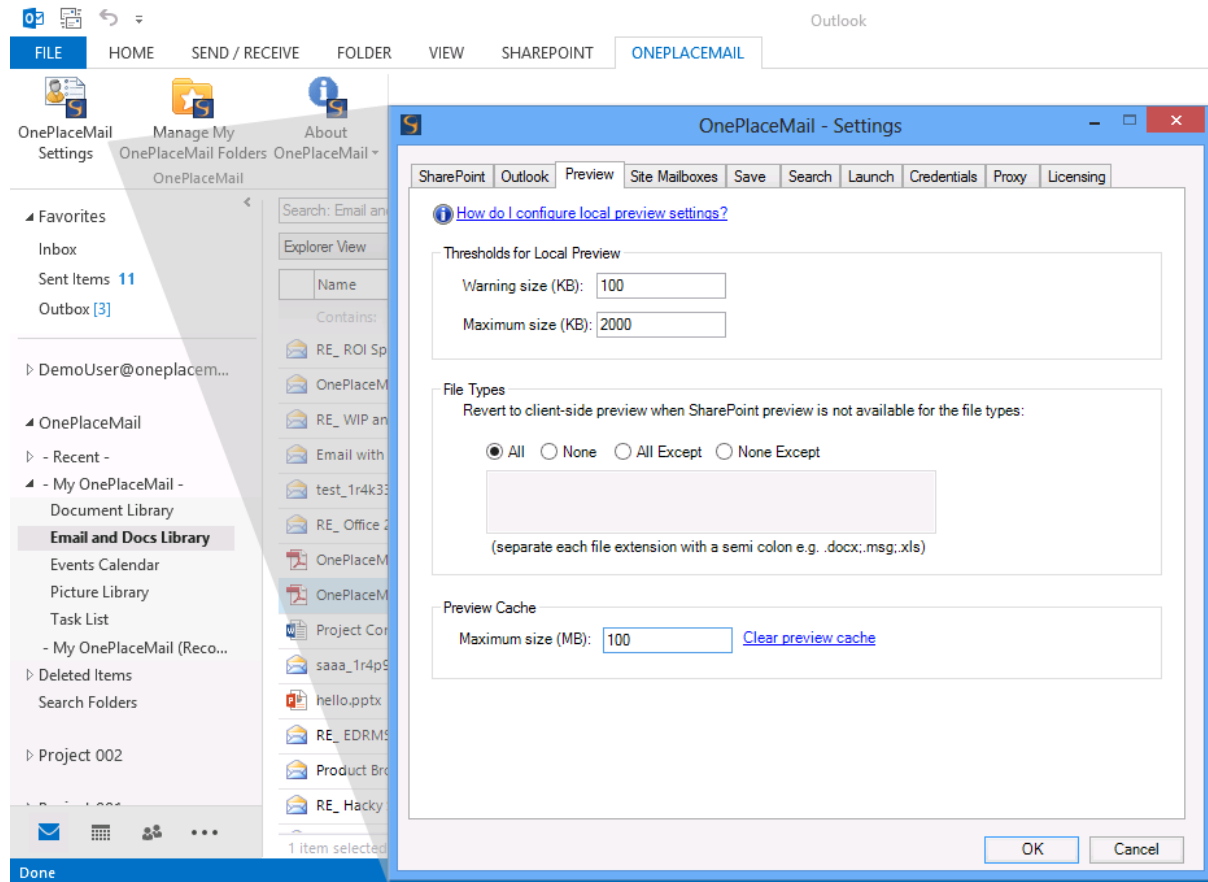 Outlook
FILE HOME SEND / RECEIVE FOLDER VIEW SHAREPOINT ONEPLACEMAIL
OnePlaceMail
Settings
Manage My
OnePlaceMail Folders
About
OnePlaceMail
OnePlaceMail
Favorites
Inbox
Sent Items 11
Outbox [3]
DemoUser@oneplacem...
OnePlaceMail
- Recent -
- My OnePlaceMail -
Document Library
Email and Docs Library
Events Calendar
Picture Library
Task List
- My OnePlaceMail (Reco...
Deleted Items
Search Folders
Project 002
Done
Search: Email an
Explorer View
Name
Contains:
RE_ ROI Sp
OnePlaceM
RE_ WIP an
Email with
test_1r4k33
RE_ Office 2
OnePlaceM
OnePlaceM
Project Cor
saaa_1r4p9
hello.pptx
RE_ EDRMS
Product Bro
RE_ Hacky
1 item selected
OnePlaceMail - Settings
SharePoint Outlook Preview Site Mailboxes Save Search Launch Credentials Proxy Licensing
How do I configure local preview settings?
Thresholds for Local Preview
Warning size (KB): 100
Maximum size (KB): 2000
File Types
Revert to client-side preview when SharePoint preview is not available for the file types:
All None All Except None Except
(separate each file extension with a semi colon e.g. .docx;.msg;.xls)
Preview Cache
Maximum size (MB): 100 Clear preview cache
OK Cancel